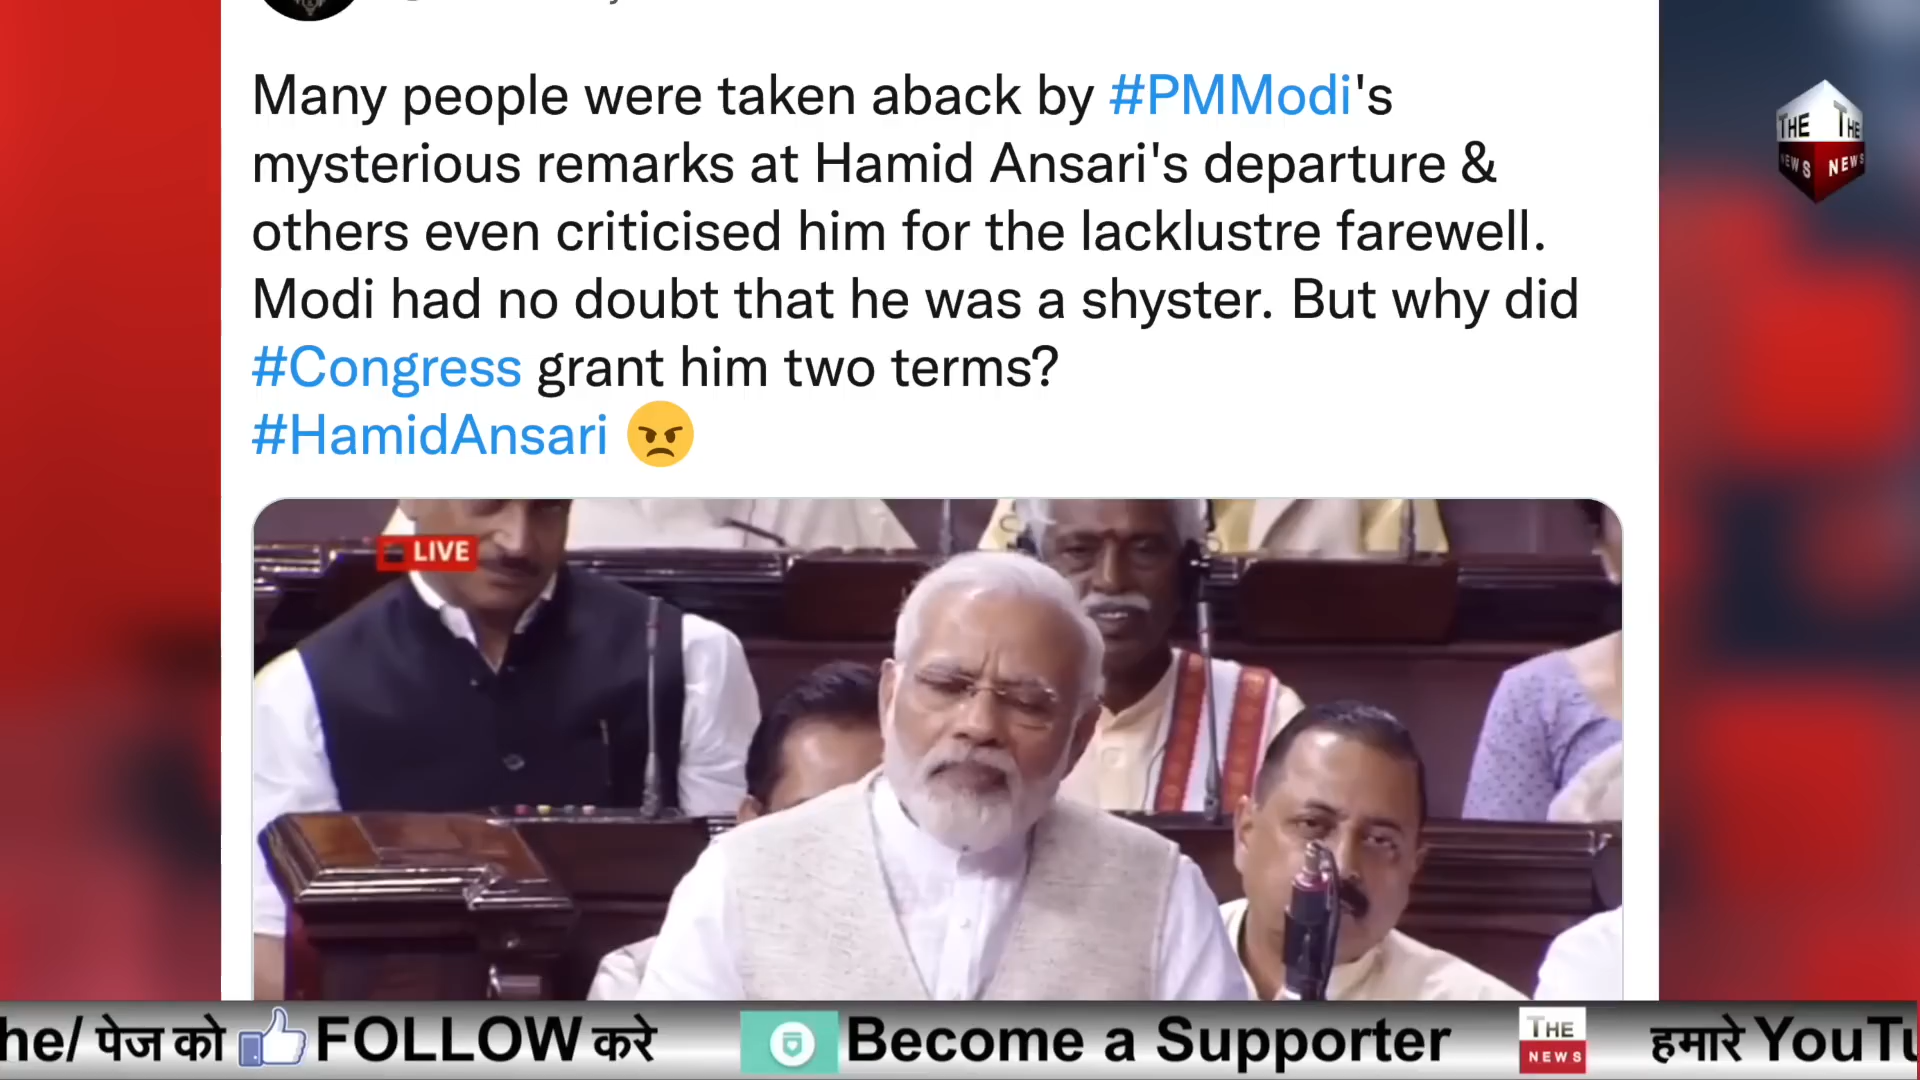 Many people were taken aback by #PMModi's
mysterious remarks at Hamid Ansari's departure &
others even criticised him for the lacklustre farewell.
Modi had no doubt that he was a shyster. But why did
#Congress grant him two terms?
#HamidAnsari 😠
THE THE
NEWS NEWS
LIVE
he/ पेज को FOLLOW करे Become a Supporter THE NEWS हमारे YouTu